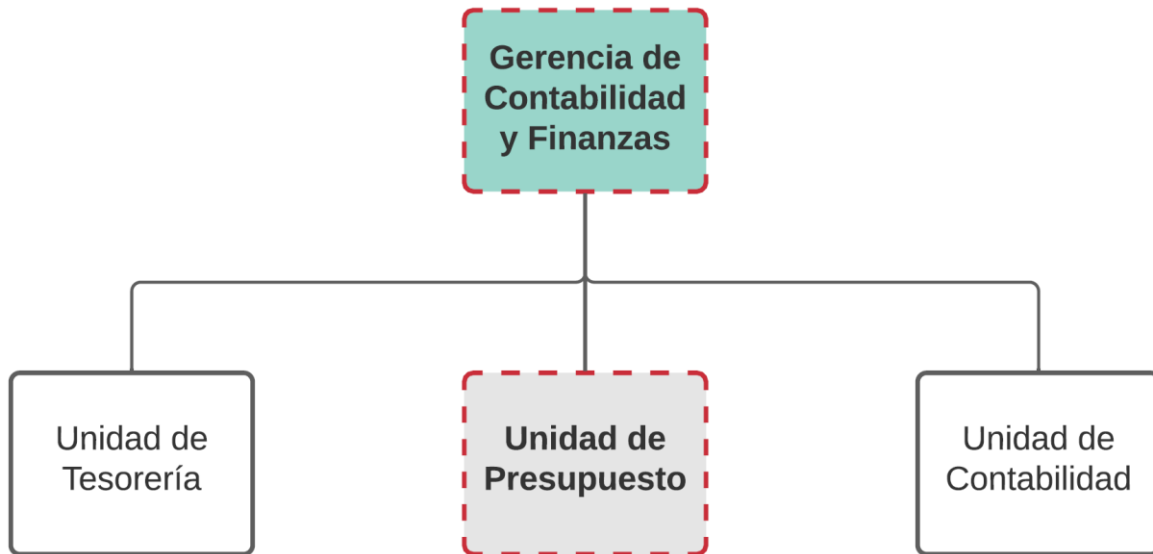 Gerencia de
Contabilidad
y Finanzas
Unidad de
Tesorería
Unidad de
Presupuesto
Unidad de
Contabilidad